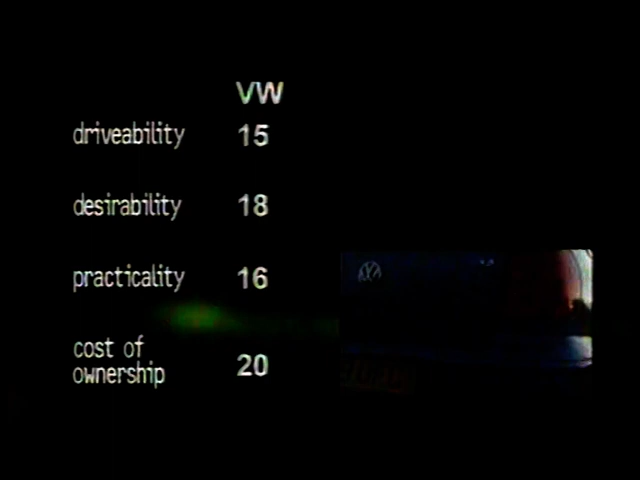 VW
driveability 15
desirability 18
practicality 16
cost of
ownership 20